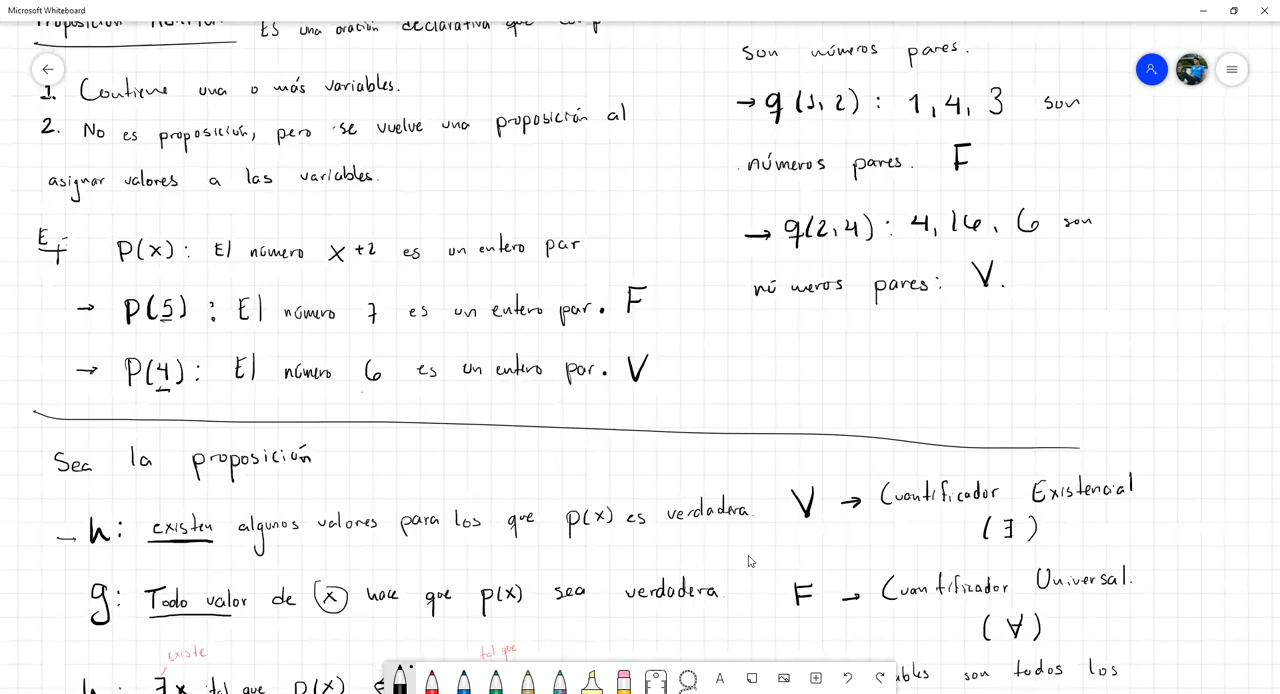 Microsoft Whiteboard
Es una oración declarativa que
1. Contiene una o más variables.
2. No es proposición, pero se vuelve una proposición al
asignar valores a las variables.
Ej
P(x): El número x+2 es un entero par
→ P(5): El número 7 es un entero par. F
→ P(4): El número 6 es un entero par. V
son números pares.
→ q(1,2): 1, 4, 3 son
números pares. F
→ q(2,4): 4, 16, 6 son
números pares: V.
Sea la proposición
h: existen algunos valores para los que p(x) es verdadera. V → Cuantificador Existencial
(∃)
g: Todo valor de (x) hace que p(x) sea verdadera. F → Cuantificador Universal.
(∀)
existe
tal que
∃x tal que P(x)
ables son todos los